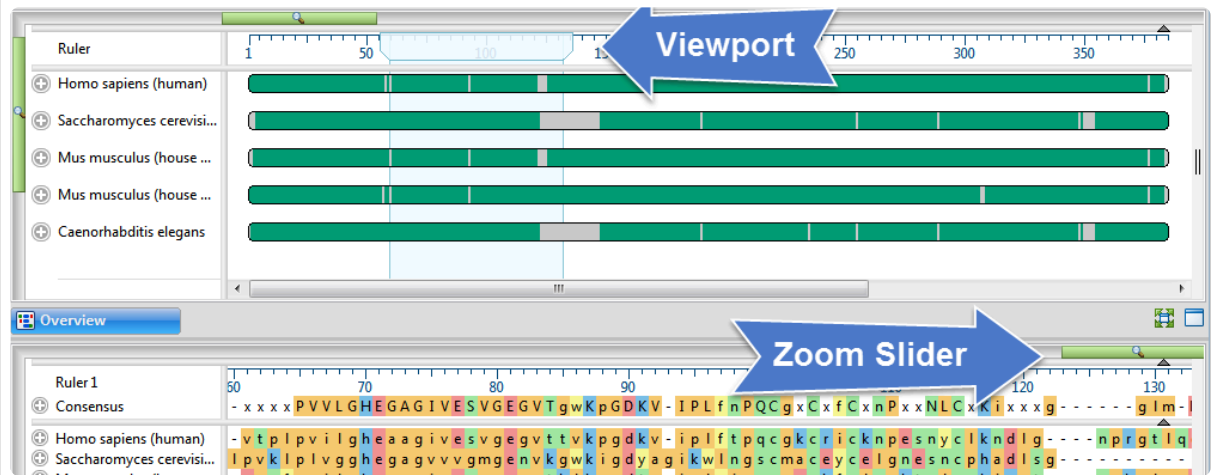 Viewport
Ruler
1 50 100 15 250 300 350
Homo sapiens (human)
Saccharomyces cerevisi...
Mus musculus (house ...
Mus musculus (house ...
Caenorhabditis elegans
Overview
Zoom Slider
Ruler 1
60 70 80 90 120 130
Consensus
- x x x x P V V L G H E G A G I V E S V G E G V T g w K p G D K V - I P L f n P Q C g x C x f C x n P x x N L C x K i x x x g - - - - - - g l m - l
Homo sapiens (human)
- v t p l p v i l g h e a a g i v e s v g e g v t t v k p g d k v - i p l f t p q c g k c r i c k n p e s n y c l k n d l g - - - - n p r g t l q
Saccharomyces cerevisi...
l p v k l p l v g g h e g a g v v v g m g e n v k g w k i g d y a g i k w l n g s c m a c e y c e l g n e s n c p h a d l s g - - - - - - - - - -